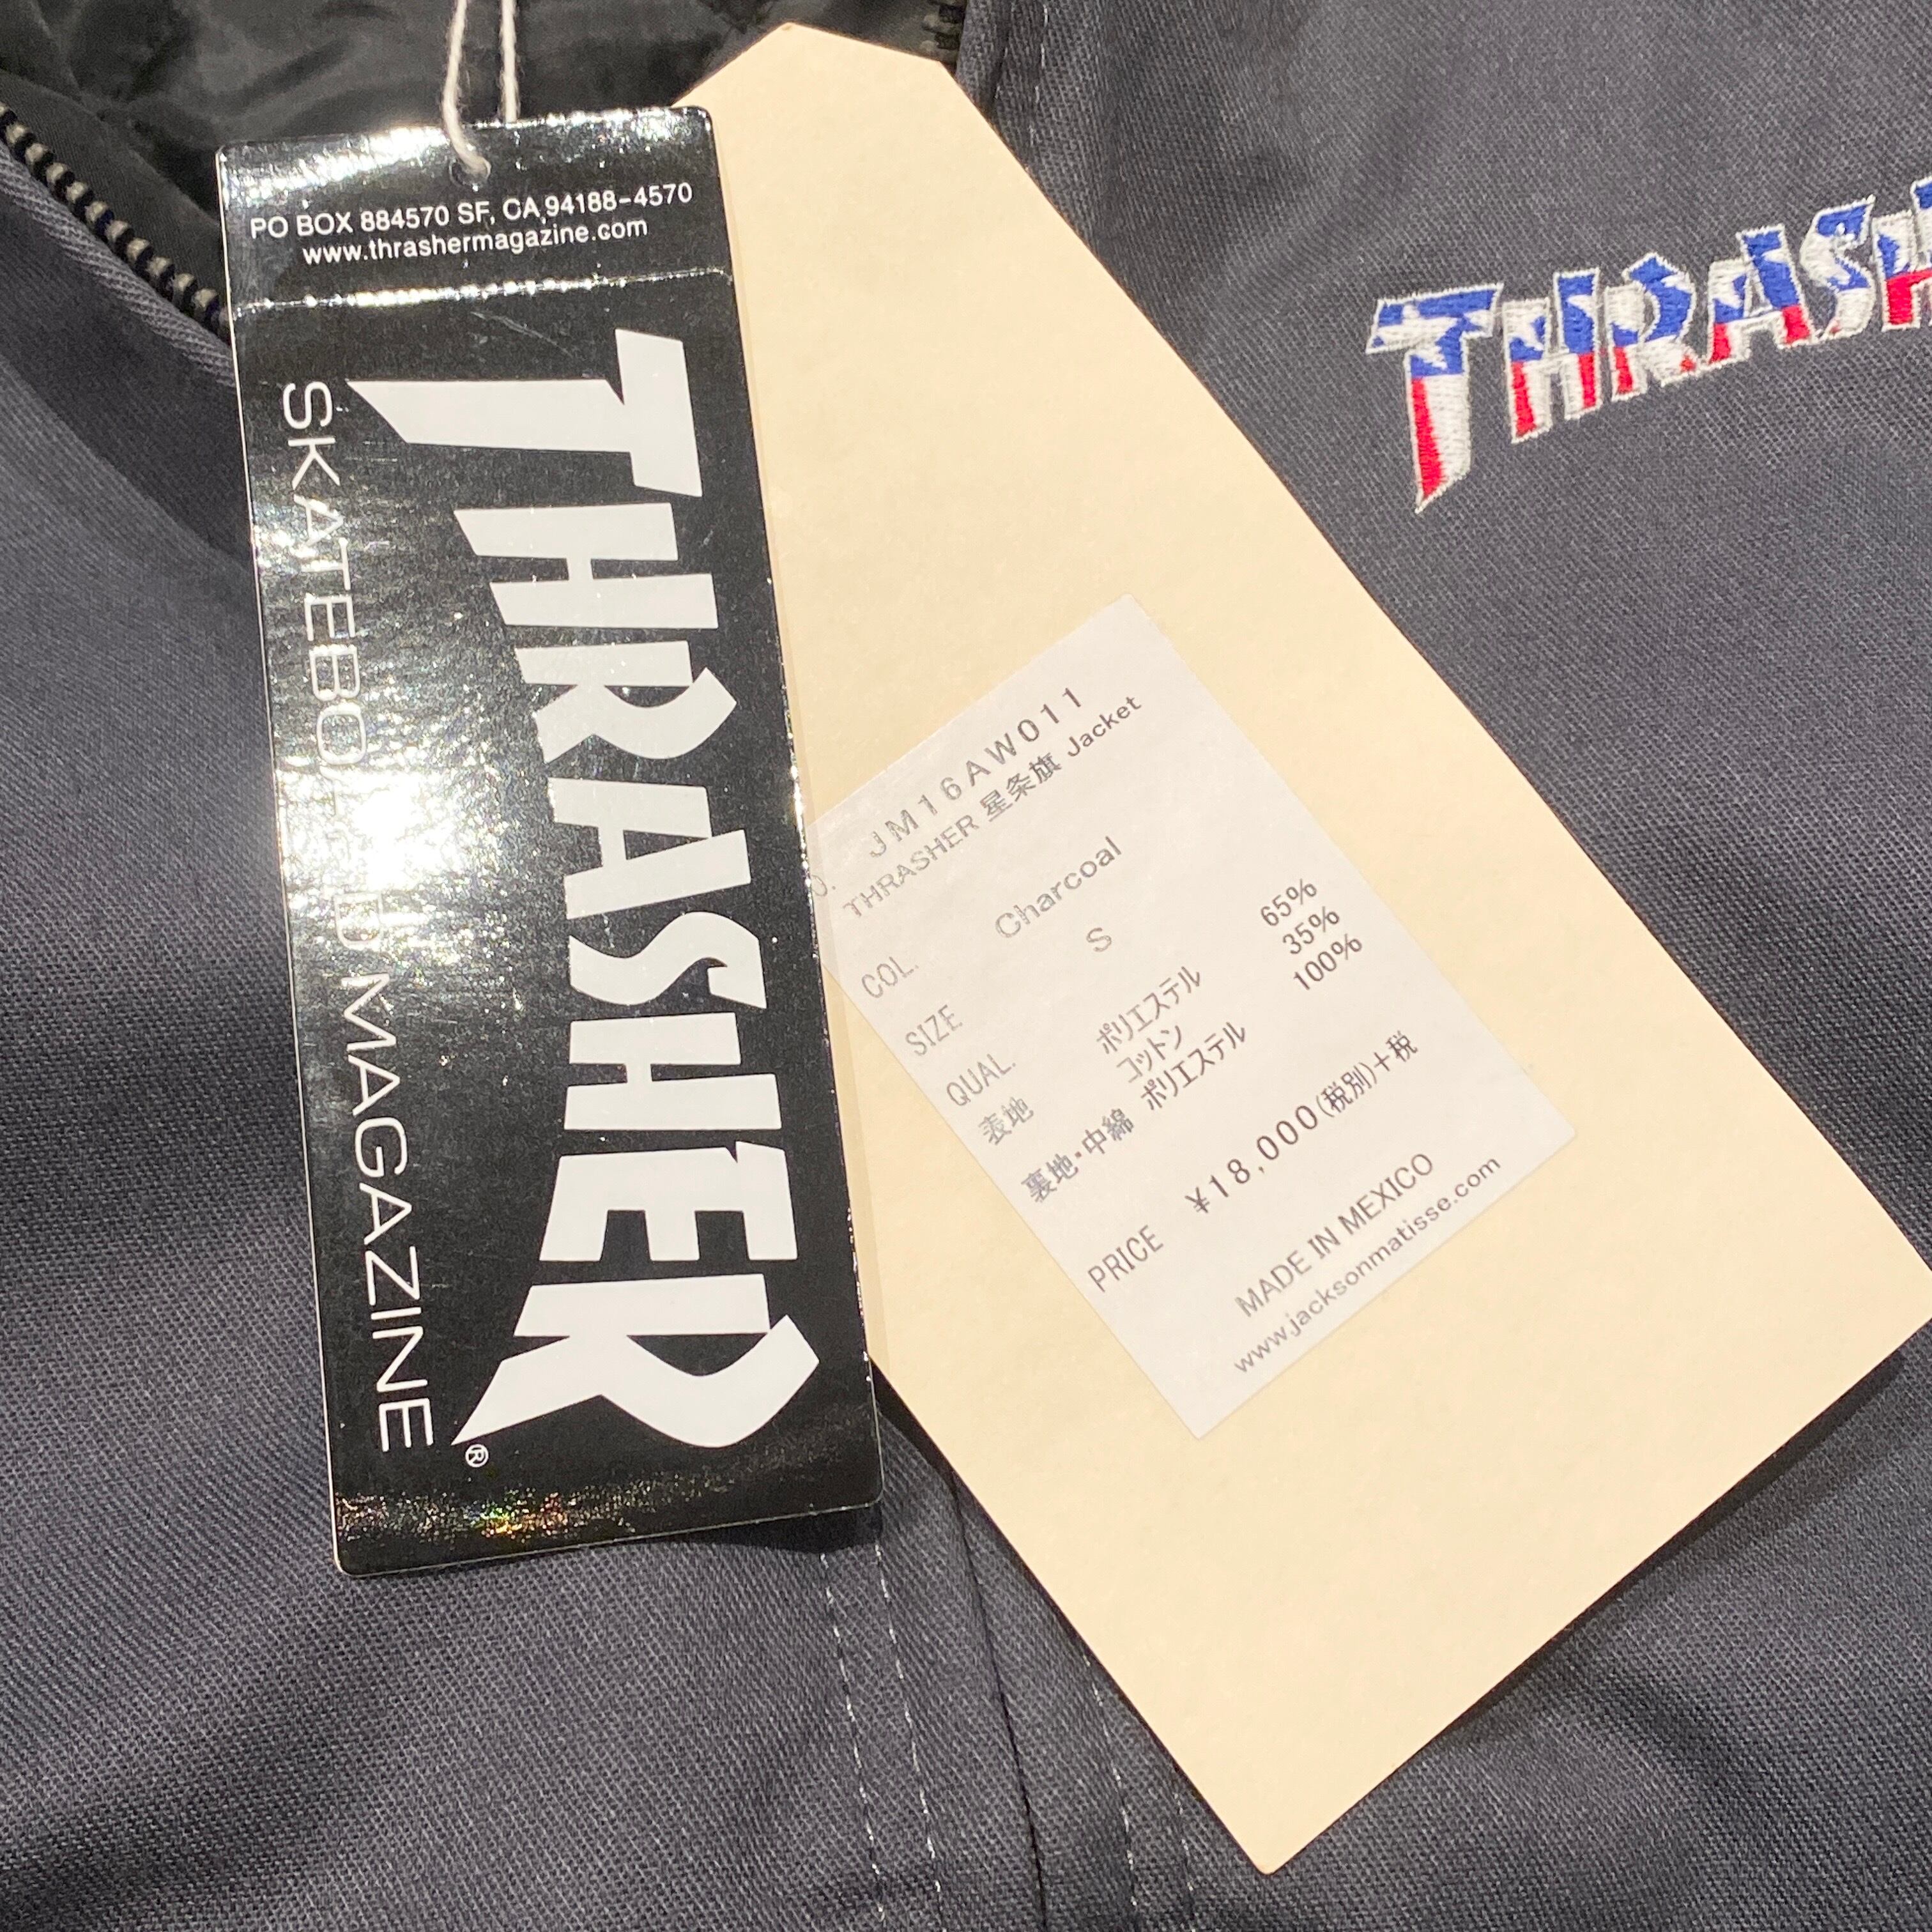 PO BOX 884570 SF, CA,94188-4570
www.thrashermagazine.com
THRASHER
SKATEBOARD MAGAZINE
®
THRASH
JM16AW011
THRASHER 星条旗 Jacket
COL. Charcoal
SIZE S
QUAL.
表地 ポリエステル 65%
コットン 35%
裏地・中綿 ポリエステル 100%
PRICE ¥18,000(税別)+税
MADE IN MEXICO
www.jacksonmatisse.com